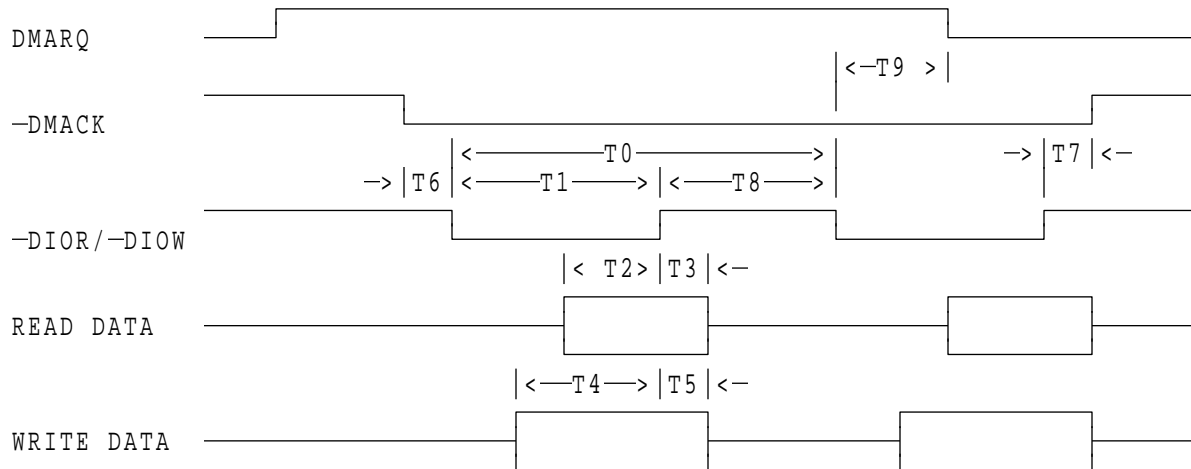 DMARQ
<—T9 >
—DMACK
<————T0————> —> T7 <—
—> T6 <——T1——> <——T8——>
—DIOR/—DIOW
< T2> T3 <—
READ DATA
<——T4——> T5 <—
WRITE DATA